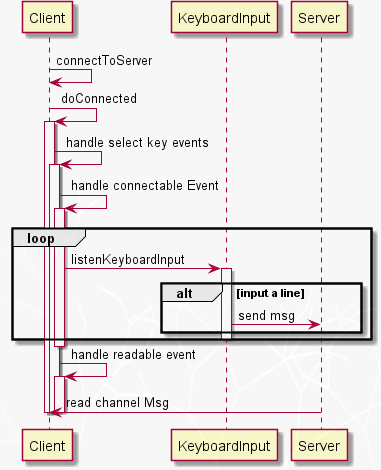 Client KeyboardInput Server
connectToServer
doConnected
handle select key events
handle connectable Event
loop
listenKeyboardInput
alt [input a line]
send msg
handle readable event
read channel Msg
Client KeyboardInput Server